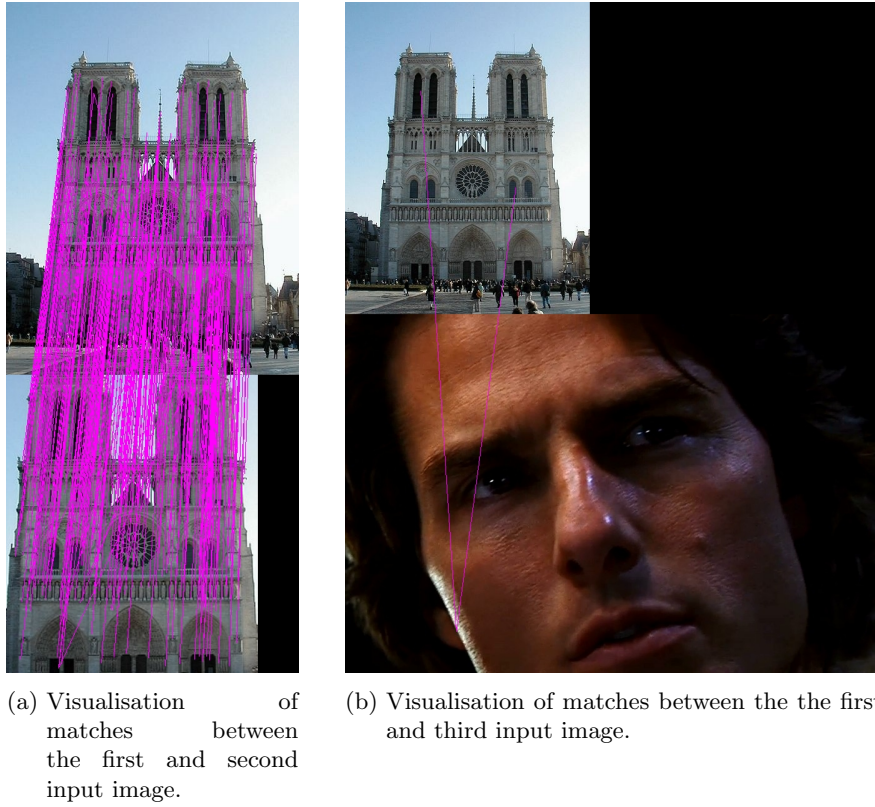 (a) Visualisation of
matches between
the first and second
input image.
(b) Visualisation of matches between the the first
and third input image.